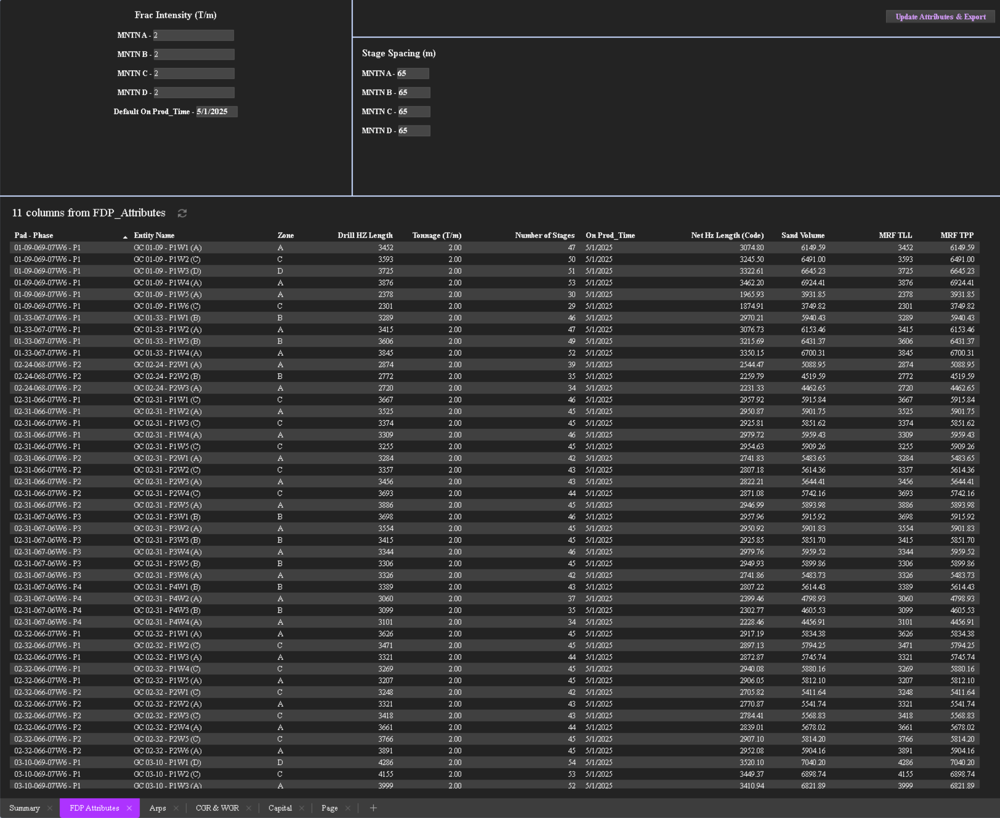 Frac Intensity (T/m)
MNTN A - 2
MNTN B - 2
MNTN C - 2
MNTN D - 2
Default On Prod_Time - 5/1/2025
Update Attributes & Export
Stage Spacing (m)
MNTN A - 65
MNTN B - 65
MNTN C - 65
MNTN D - 65
11 columns from FDP_Attributes
Pad - Phase Entity Name Zone Drill HZ Length Tonnage (T/m) Number of Stages On Prod_Time Net Hz Length (Code) Sand Volume MRF TLL MRF TPP
01-09-069-07W6 - P1 GC 01-09 - P1W1 (A) A 3452 2.00 47 5/1/2025 3074.80 6149.59 3452 6149.59
01-09-069-07W6 - P1 GC 01-09 - P1W2 (C) C 3593 2.00 50 5/1/2025 3245.50 6491.00 3593 6491.00
01-09-069-07W6 - P1 GC 01-09 - P1W3 (D) D 3725 2.00 51 5/1/2025 3322.61 6645.23 3725 6645.23
01-09-069-07W6 - P1 GC 01-09 - P1W4 (A) A 3876 2.00 53 5/1/2025 3462.20 6924.41 3876 6924.41
01-09-069-07W6 - P1 GC 01-09 - P1W5 (A) A 2378 2.00 30 5/1/2025 1965.93 3931.85 2378 3931.85
01-09-069-07W6 - P1 GC 01-09 - P1W6 (C) C 2301 2.00 29 5/1/2025 1874.91 3749.82 2301 3749.82
01-33-067-07W6 - P1 GC 01-33 - P1W1 (B) B 3289 2.00 46 5/1/2025 2970.21 5940.43 3289 5940.43
01-33-067-07W6 - P1 GC 01-33 - P1W2 (A) A 3415 2.00 47 5/1/2025 3076.73 6153.46 3415 6153.46
01-33-067-07W6 - P1 GC 01-33 - P1W3 (B) B 3606 2.00 49 5/1/2025 3215.69 6431.37 3606 6431.37
01-33-067-07W6 - P1 GC 01-33 - P1W4 (A) A 3845 2.00 52 5/1/2025 3350.15 6700.31 3845 6700.31
02-24-068-07W6 - P2 GC 02-24 - P2W1 (A) A 2874 2.00 39 5/1/2025 2544.47 5088.95 2874 5088.95
02-24-068-07W6 - P2 GC 02-24 - P2W2 (B) B 2772 2.00 35 5/1/2025 2259.79 4519.59 2772 4519.59
02-24-068-07W6 - P2 GC 02-24 - P2W3 (A) A 2720 2.00 34 5/1/2025 2231.33 4462.65 2720 4462.65
02-31-066-07W6 - P1 GC 02-31 - P1W1 (C) C 3667 2.00 46 5/1/2025 2957.92 5915.84 3667 5915.84
02-31-066-07W6 - P1 GC 02-31 - P1W2 (A) A 3525 2.00 45 5/1/2025 2950.87 5901.75 3525 5901.75
02-31-066-07W6 - P1 GC 02-31 - P1W3 (C) C 3374 2.00 45 5/1/2025 2925.81 5851.62 3374 5851.62
02-31-066-07W6 - P1 GC 02-31 - P1W4 (A) A 3309 2.00 46 5/1/2025 2979.72 5959.43 3309 5959.43
02-31-066-07W6 - P1 GC 02-31 - P1W5 (C) C 3255 2.00 45 5/1/2025 2954.63 5909.26 3255 5909.26
02-31-066-07W6 - P2 GC 02-31 - P2W1 (A) A 3284 2.00 42 5/1/2025 2741.83 5483.65 3284 5483.65
02-31-066-07W6 - P2 GC 02-31 - P2W2 (C) C 3357 2.00 43 5/1/2025 2807.18 5614.36 3357 5614.36
02-31-066-07W6 - P2 GC 02-31 - P2W3 (A) A 3456 2.00 43 5/1/2025 2822.21 5644.41 3456 5644.41
02-31-066-07W6 - P2 GC 02-31 - P2W4 (C) C 3693 2.00 44 5/1/2025 2871.08 5742.16 3693 5742.16
02-31-066-07W6 - P2 GC 02-31 - P2W5 (A) A 3886 2.00 45 5/1/2025 2946.99 5893.98 3886 5893.98
02-31-067-06W6 - P3 GC 02-31 - P3W1 (B) B 3698 2.00 46 5/1/2025 2957.96 5915.92 3698 5915.92
02-31-067-06W6 - P3 GC 02-31 - P3W2 (A) A 3554 2.00 45 5/1/2025 2950.92 5901.83 3554 5901.83
02-31-067-06W6 - P3 GC 02-31 - P3W3 (B) B 3415 2.00 45 5/1/2025 2925.85 5851.70 3415 5851.70
02-31-067-06W6 - P3 GC 02-31 - P3W4 (A) A 3344 2.00 46 5/1/2025 2979.76 5959.52 3344 5959.52
02-31-067-06W6 - P3 GC 02-31 - P3W5 (B) B 3306 2.00 45 5/1/2025 2949.93 5899.86 3306 5899.86
02-31-067-06W6 - P3 GC 02-31 - P3W6 (A) A 3326 2.00 42 5/1/2025 2741.86 5483.73 3326 5483.73
02-31-067-06W6 - P4 GC 02-31 - P4W1 (B) B 3389 2.00 43 5/1/2025 2807.22 5614.43 3389 5614.43
02-31-067-06W6 - P4 GC 02-31 - P4W2 (A) A 3060 2.00 37 5/1/2025 2399.46 4798.93 3060 4798.93
02-31-067-06W6 - P4 GC 02-31 - P4W3 (B) B 3099 2.00 35 5/1/2025 2302.77 4605.53 3099 4605.53
02-31-067-06W6 - P4 GC 02-31 - P4W4 (A) A 3101 2.00 34 5/1/2025 2228.46 4456.91 3101 4456.91
02-32-066-07W6 - P1 GC 02-32 - P1W1 (A) A 3626 2.00 45 5/1/2025 2917.19 5834.38 3626 5834.38
02-32-066-07W6 - P1 GC 02-32 - P1W2 (C) C 3471 2.00 45 5/1/2025 2897.13 5794.25 3471 5794.25
02-32-066-07W6 - P1 GC 02-32 - P1W3 (A) A 3321 2.00 44 5/1/2025 2872.87 5745.74 3321 5745.74
02-32-066-07W6 - P1 GC 02-32 - P1W4 (C) C 3269 2.00 45 5/1/2025 2940.08 5880.16 3269 5880.16
02-32-066-07W6 - P1 GC 02-32 - P1W5 (A) A 3207 2.00 45 5/1/2025 2906.05 5812.10 3207 5812.10
02-32-066-07W6 - P2 GC 02-32 - P2W1 (C) C 3248 2.00 42 5/1/2025 2705.82 5411.64 3248 5411.64
02-32-066-07W6 - P2 GC 02-32 - P2W2 (A) A 3321 2.00 43 5/1/2025 2770.87 5541.74 3321 5541.74
02-32-066-07W6 - P2 GC 02-32 - P2W3 (C) C 3418 2.00 43 5/1/2025 2784.41 5568.83 3418 5568.83
02-32-066-07W6 - P2 GC 02-32 - P2W4 (A) A 3661 2.00 44 5/1/2025 2839.01 5678.02 3661 5678.02
02-32-066-07W6 - P2 GC 02-32 - P2W5 (C) C 3766 2.00 45 5/1/2025 2907.10 5814.20 3766 5814.20
02-32-066-07W6 - P2 GC 02-32 - P2W6 (A) A 3891 2.00 45 5/1/2025 2952.08 5904.16 3891 5904.16
03-10-069-07W6 - P1 GC 03-10 - P1W1 (D) D 4286 2.00 54 5/1/2025 3520.10 7040.20 4286 7040.20
03-10-069-07W6 - P1 GC 03-10 - P1W2 (C) C 4155 2.00 53 5/1/2025 3449.37 6898.74 4155 6898.74
03-10-069-07W6 - P1 GC 03-10 - P1W3 (A) A 3999 2.00 52 5/1/2025 3410.94 6821.89 3999 6821.89
Summary FDP Attributes Arps CGR & WGR Capital Page